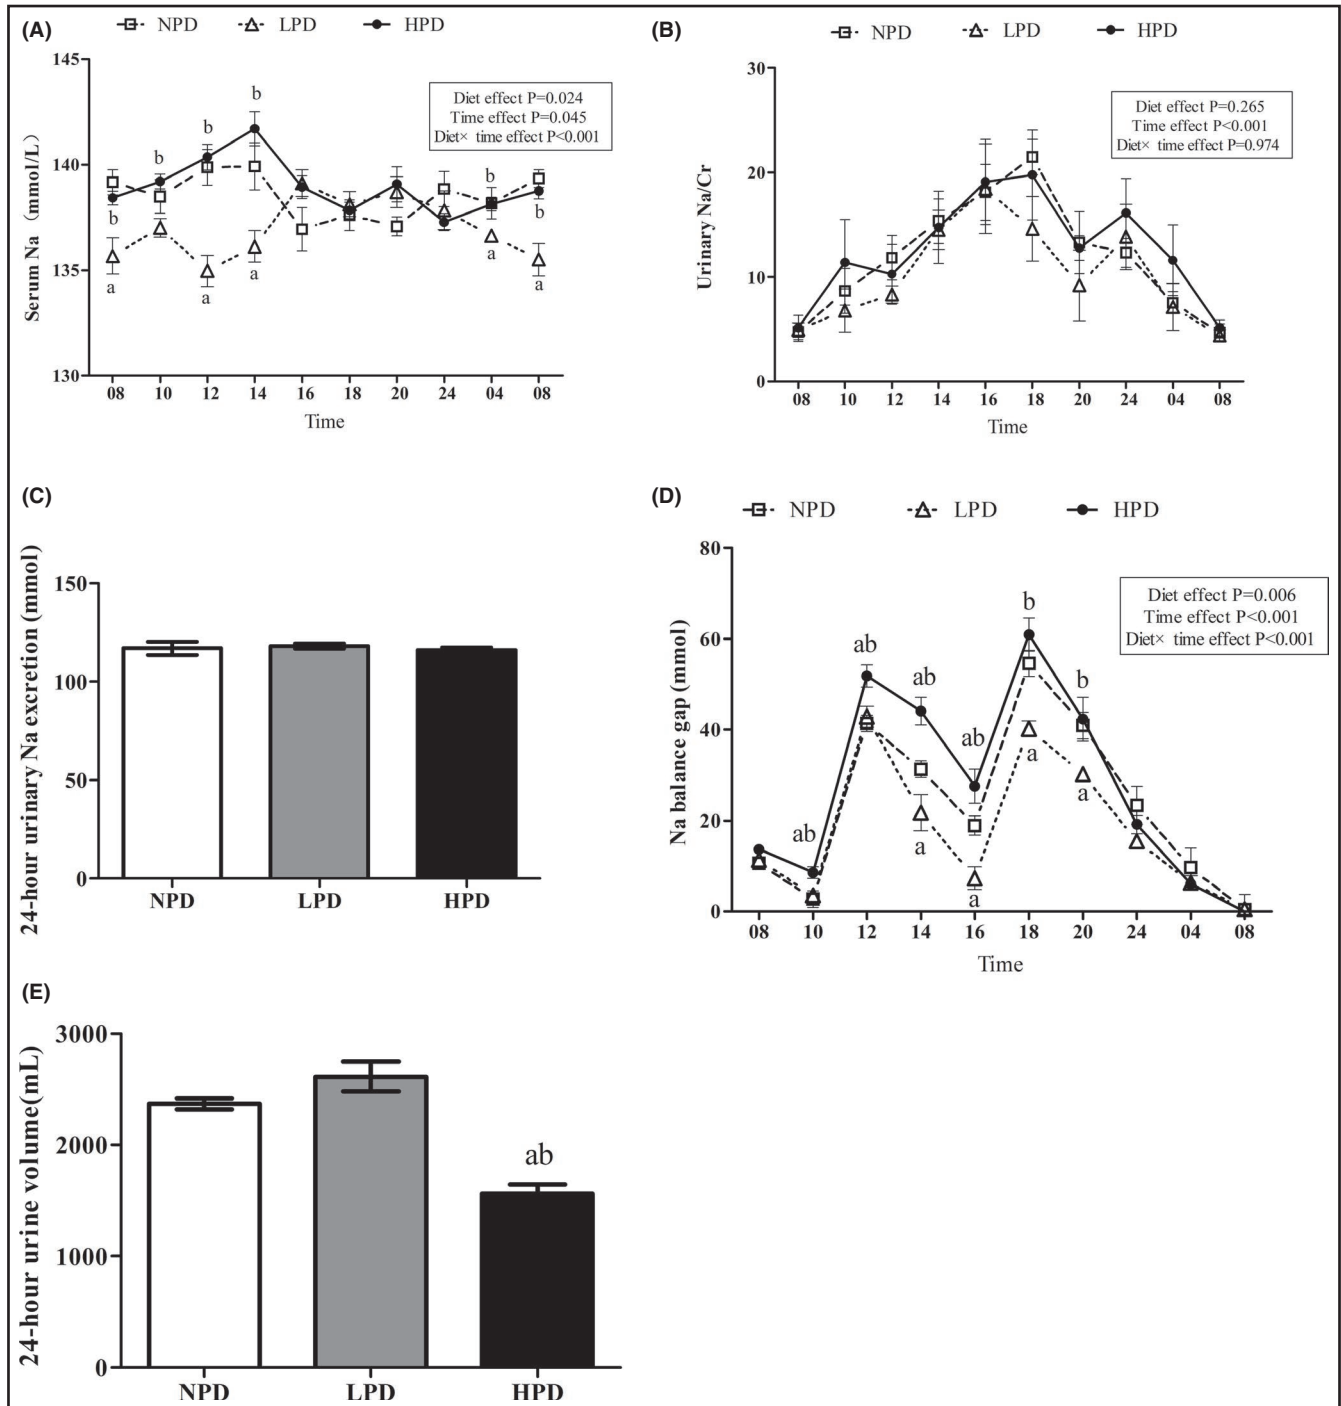 (A)
NPD LPD HPD
145
140
135
130
Serum Na (mmol/L)
b
b
b
b
b
b
b
a
a
a
a
a
Diet effect P=0.024
Time effect P=0.045
Diet× time effect P<0.001
08 10 12 14 16 18 20 24 04 08
Time
(B)
NPD LPD HPD
30
20
10
0
Urinary Na/Cr
Diet effect P=0.265
Time effect P<0.001
Diet× time effect P=0.974
08 10 12 14 16 18 20 24 04 08
Time
(C)
150
100
50
0
24-hour urinary Na excretion (mmol)
NPD LPD HPD
(D)
NPD LPD HPD
80
60
40
20
0
Na balance gap (mmol)
Diet effect P=0.006
Time effect P<0.001
Diet× time effect P<0.001
ab
ab
ab
ab
b
b
a
a
a
a
08 10 12 14 16 18 20 24 04 08
Time
(E)
3000
2000
1000
0
24-hour urine volume(mL)
ab
NPD LPD HPD